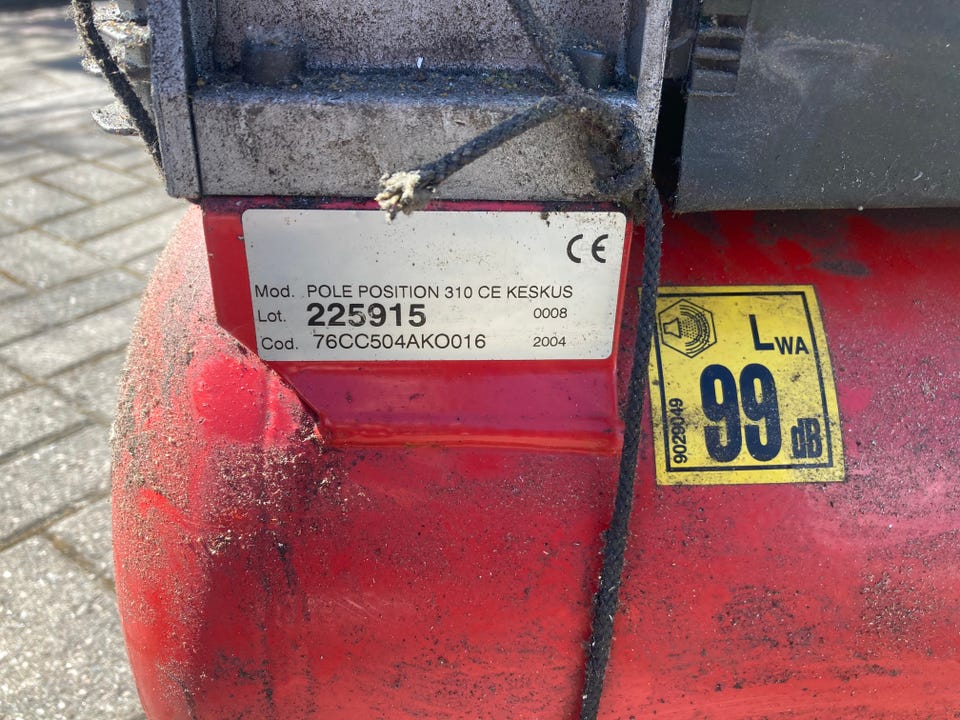 CE
Mod. POLE POSITION 310 CE KESKUS
Lot. 225915 0008
Cod. 76CC504AKO016 2004
LWA
99 dB
9029049